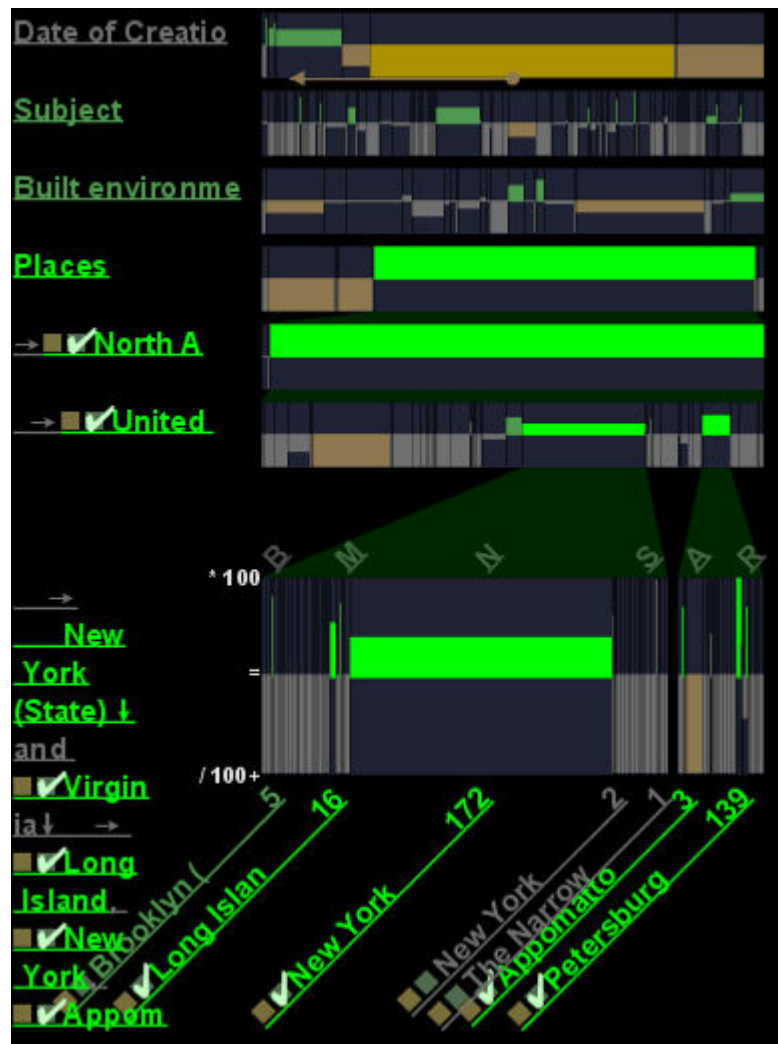 Date of Creatio
Subject
Built environme
Places
→ North A
→ United
B M N S A R
* 100
→
New
=
York
(State) ↓
and
/ 100+
Virgin
5 16 172 2 1 3 139
ia↓ →
Long
Island,
New
York
Appom
Brooklyn (
Long Islan
New York
New York
The Narrow
Appomatto
Petersburg